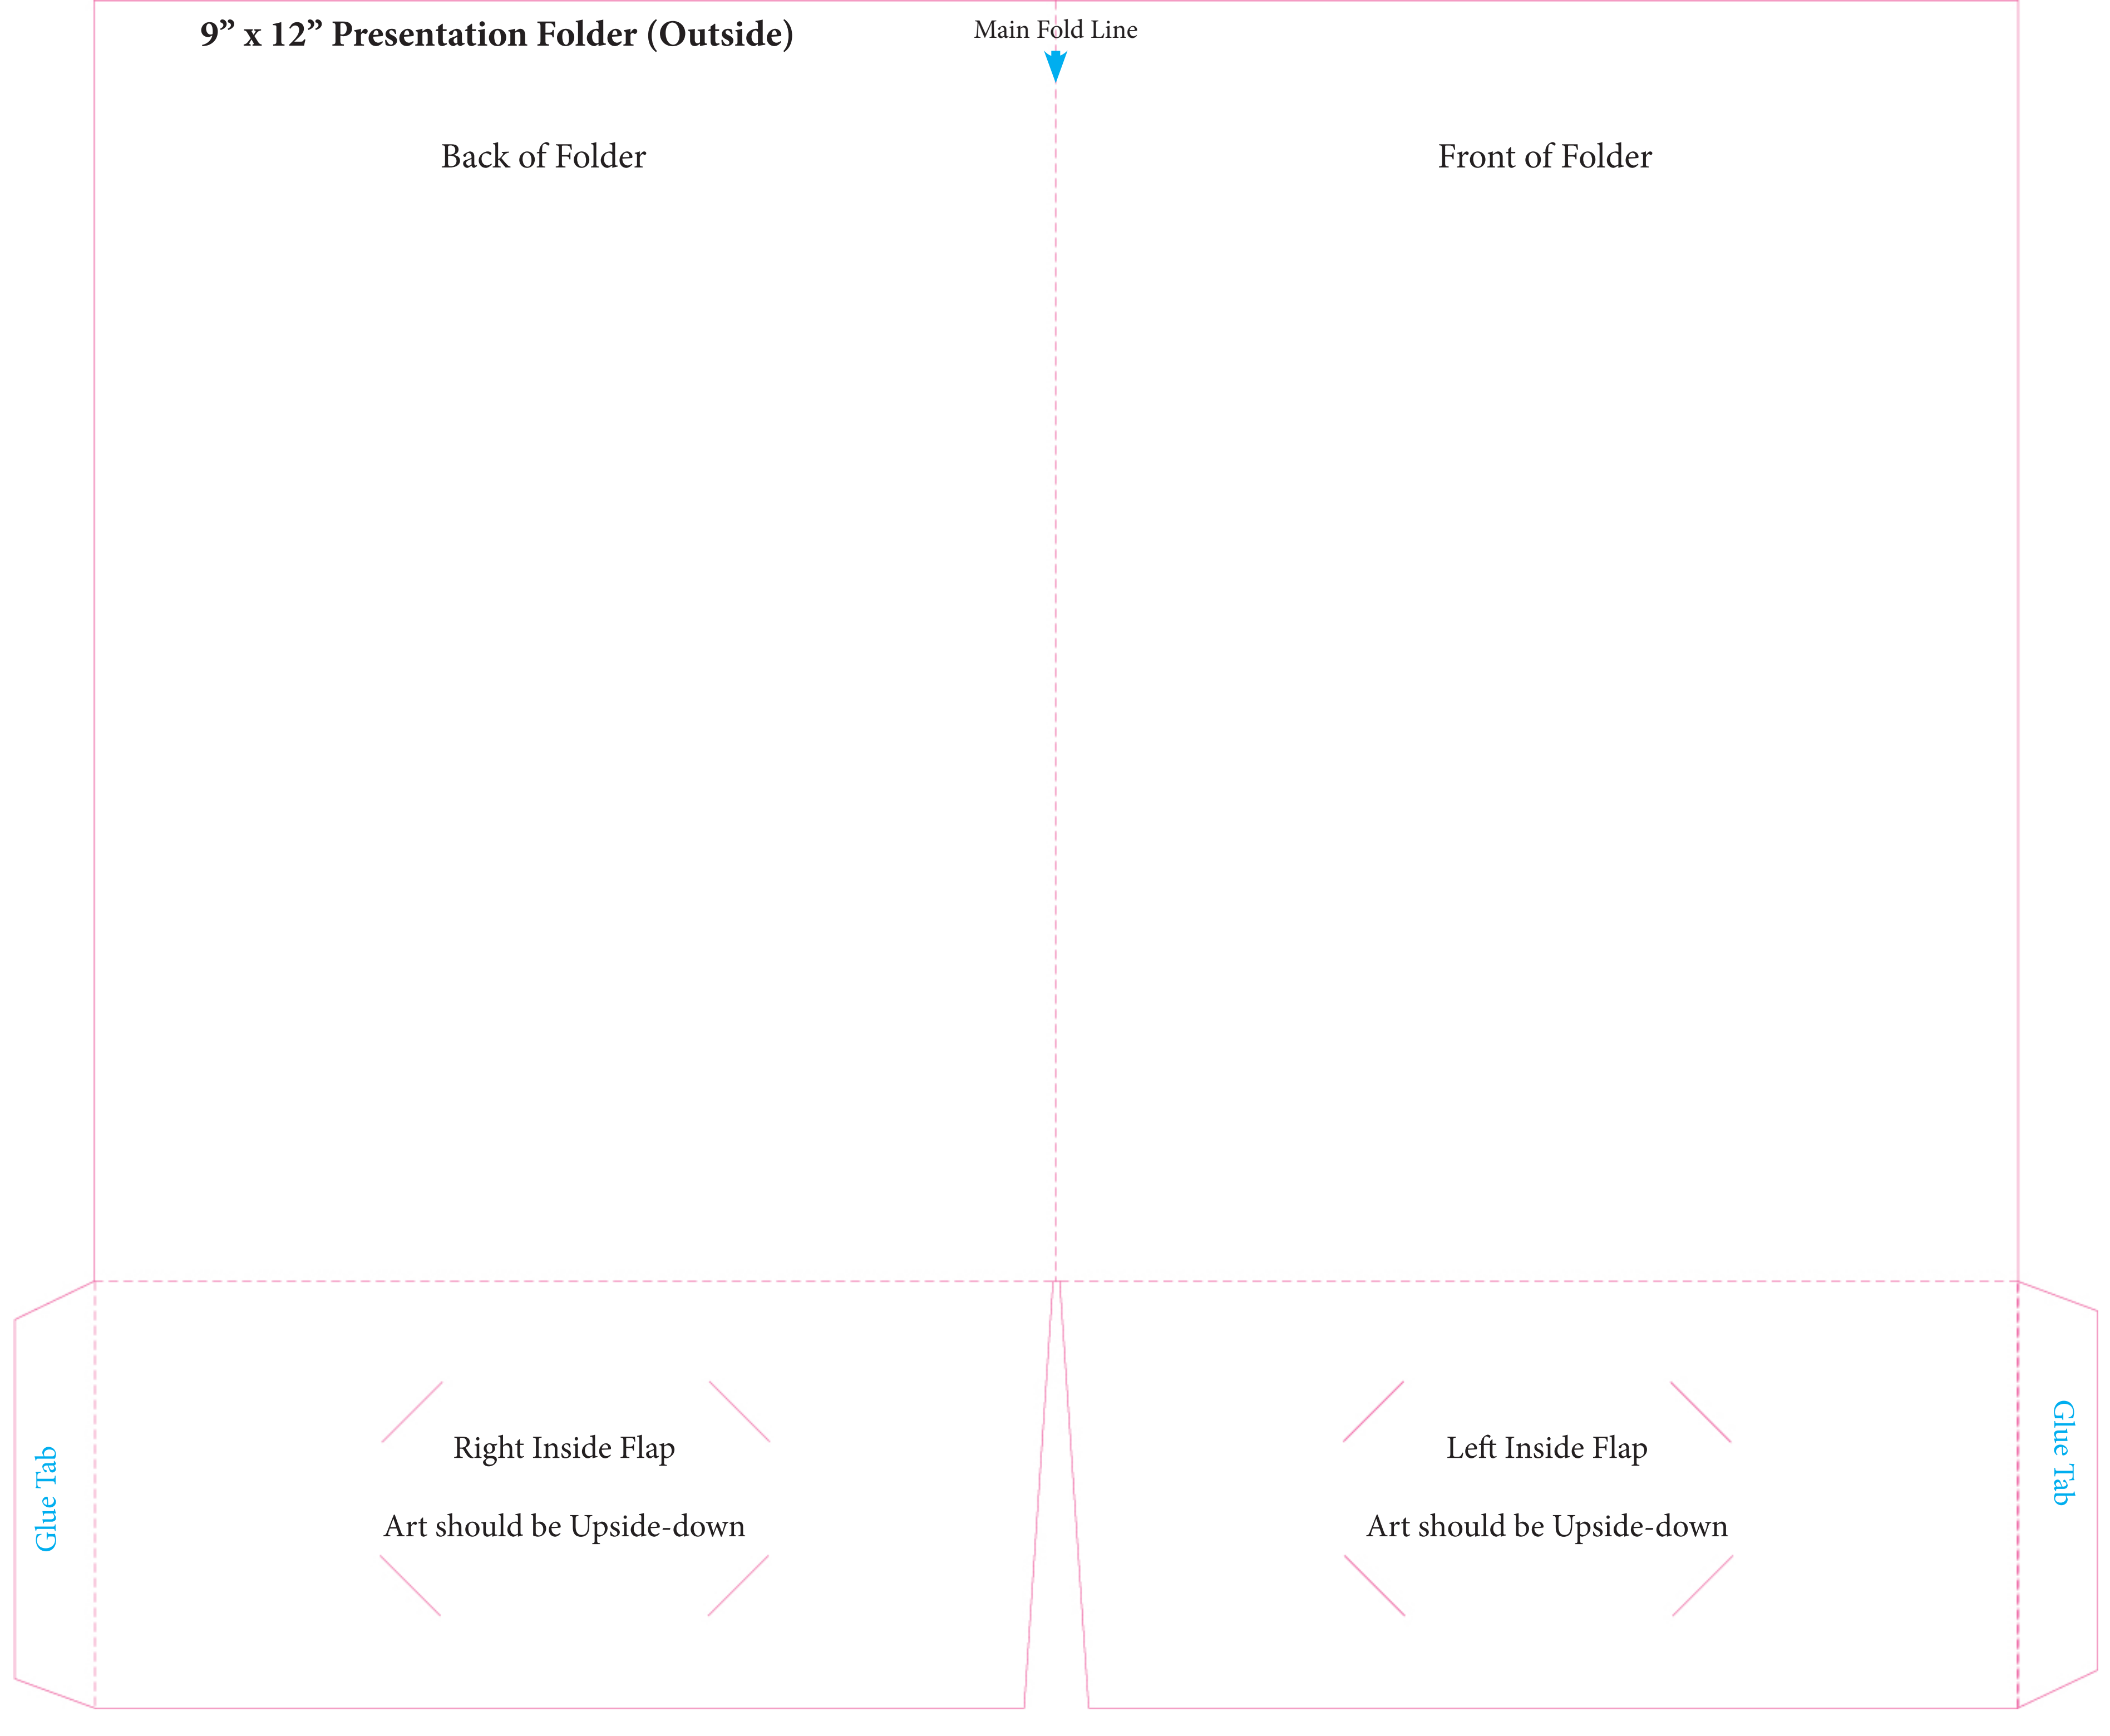 9” x 12” Presentation Folder (Outside)
Main Fold Line
Back of Folder
Front of Folder
Glue Tab
Right Inside Flap
Art should be Upside-down
Left Inside Flap
Art should be Upside-down
Glue Tab